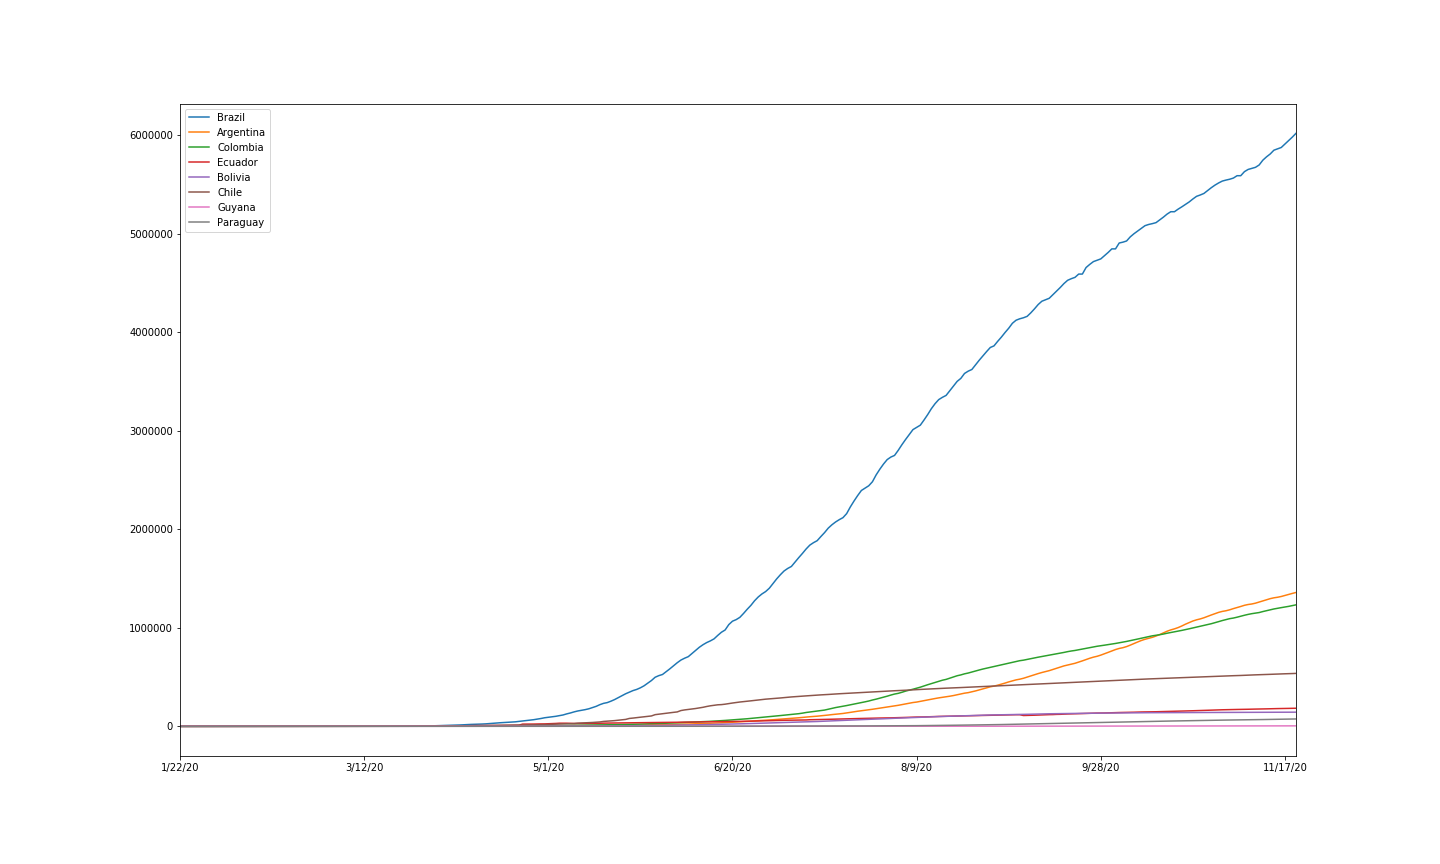 Brazil
Argentina
Colombia
Ecuador
Bolivia
Chile
Guyana
Paraguay
6000000
5000000
4000000
3000000
2000000
1000000
0
1/22/20 3/12/20 5/1/20 6/20/20 8/9/20 9/28/20 11/17/20